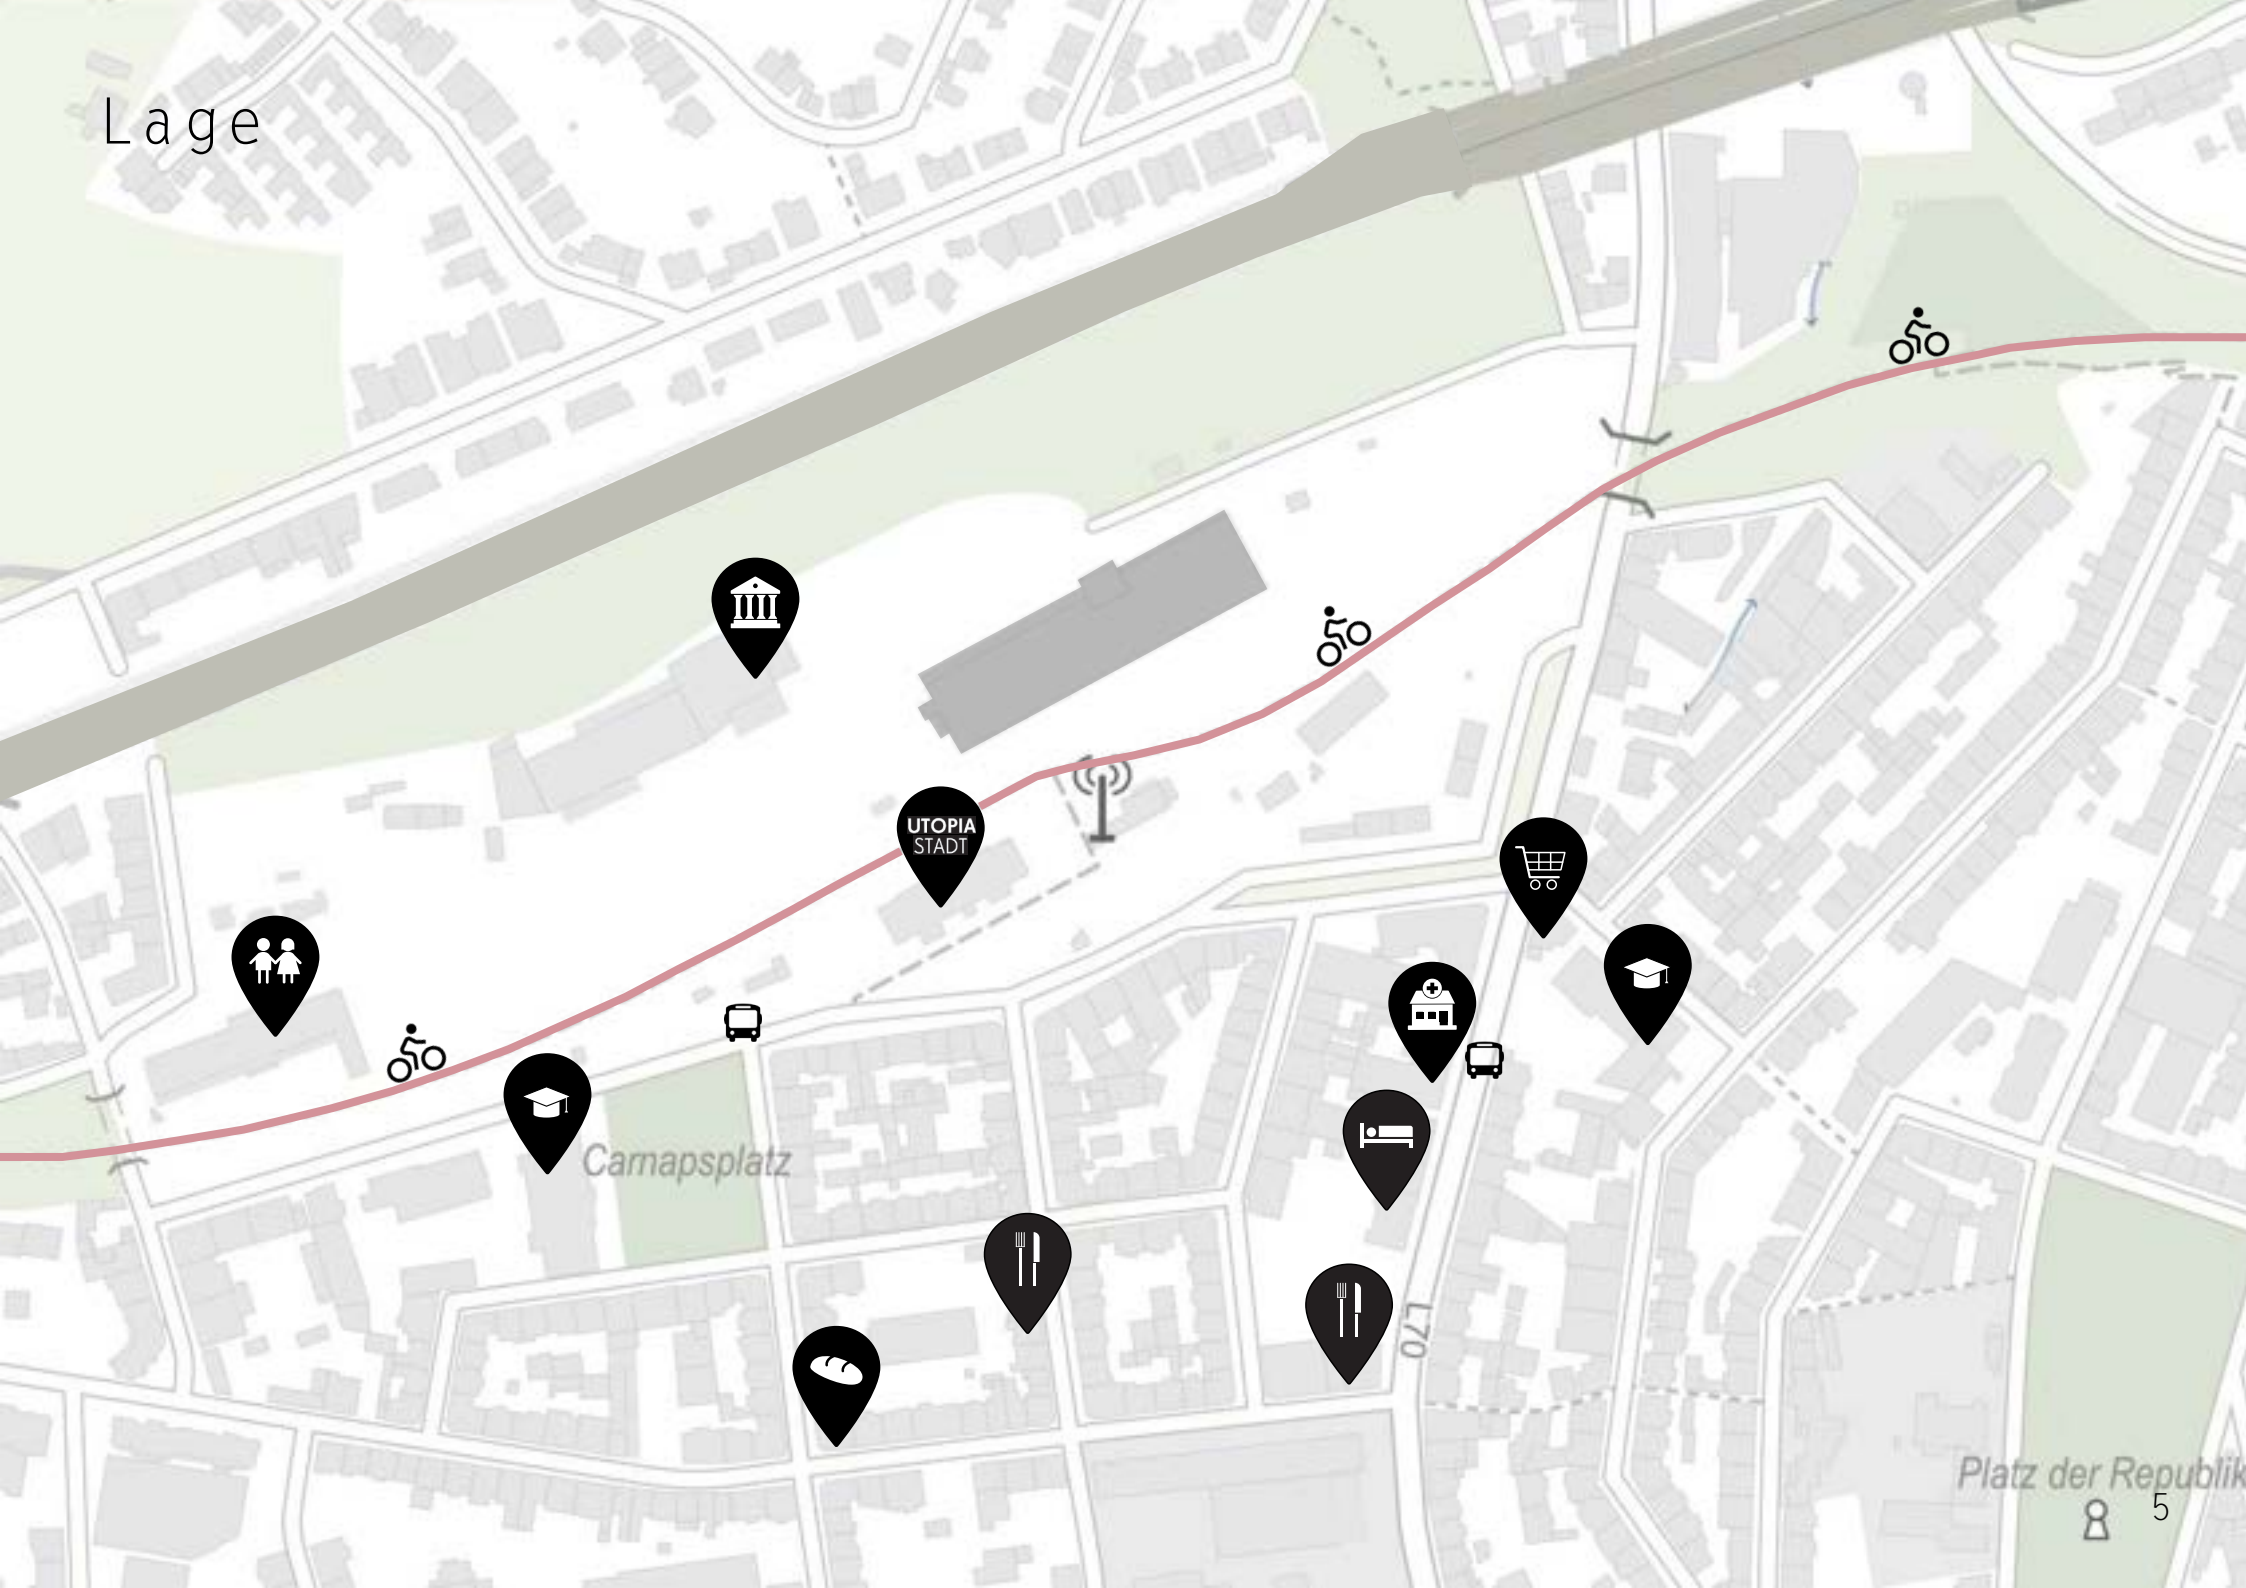 Lage
UTOPIA
STADT
Carnapsplatz
L70
Platz der Republik
5